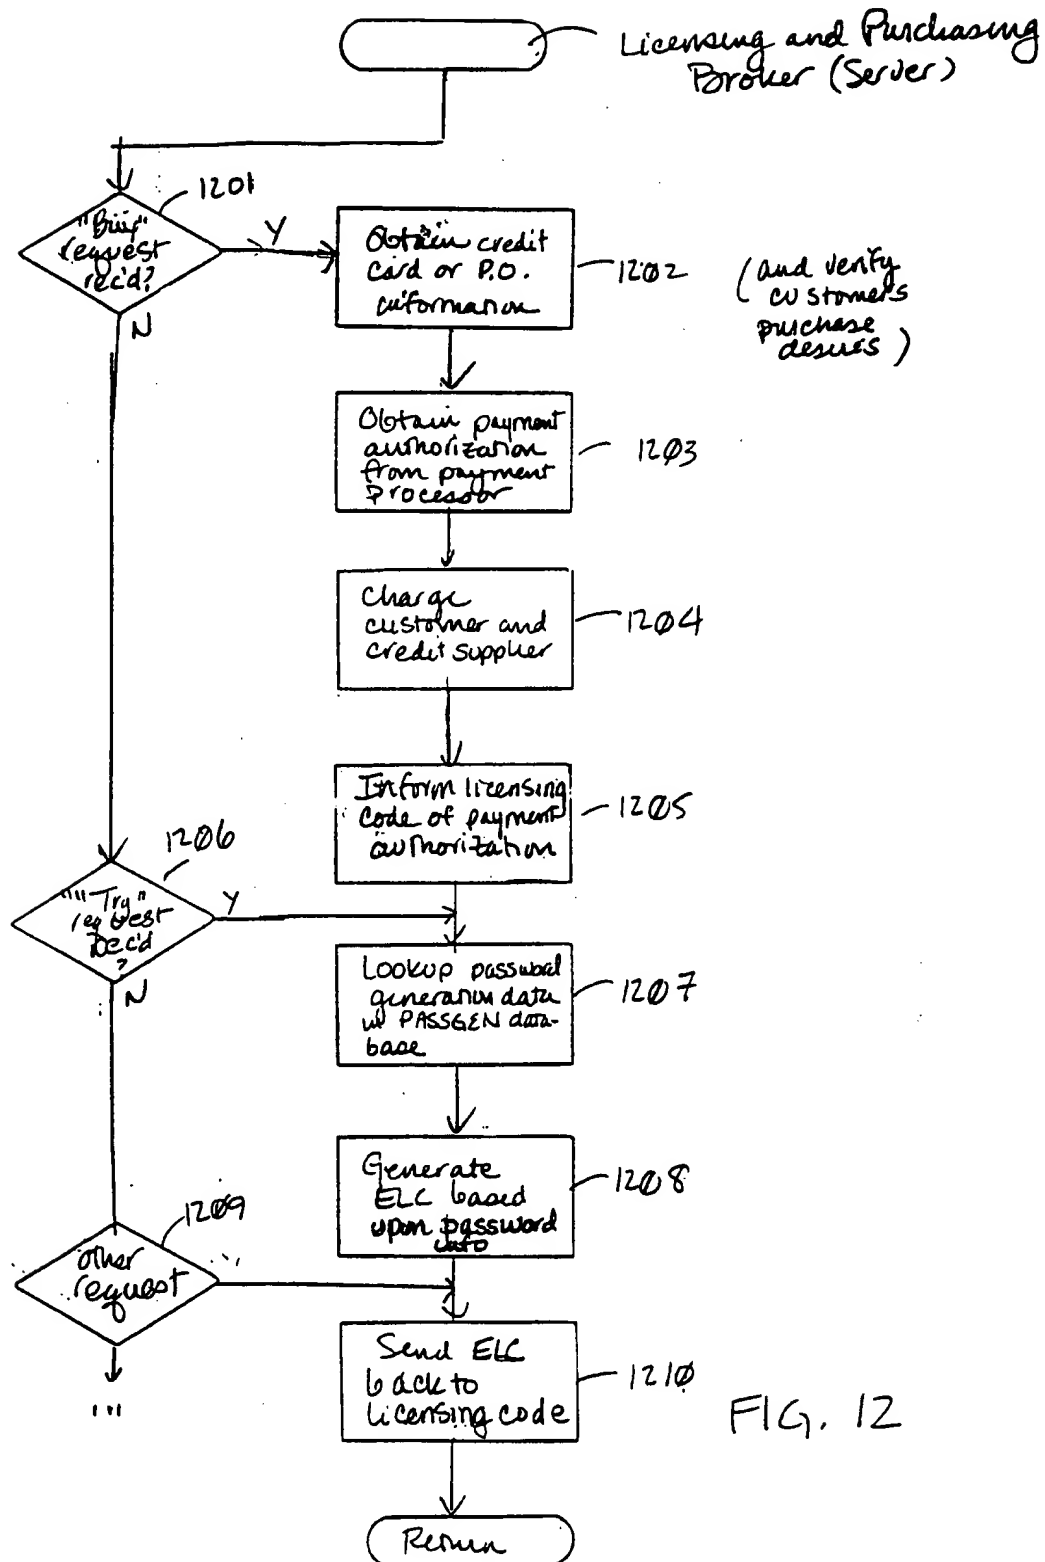 Licensing and Purchasing
Broker (Server)
1201
"Buy"
request
rec'd?
Y
N
Obtain credit
card or P.O.
information
1202
(and verify
customers
purchase
desires)
Obtain payment
authorization
from payment
processor
1203
Charge
customer and
credit supplier
1204
Inform licensing
code of payment
authorization
1205
1206
"Try"
request
Rec'd
?
Y
N
Lookup password
generation data
in PASSGEN data-
base
1207
Generate
ELC based
upon password
info
1208
1209
other
request
...
Send ELC
back to
licensing code
1210
FIG. 12
Return